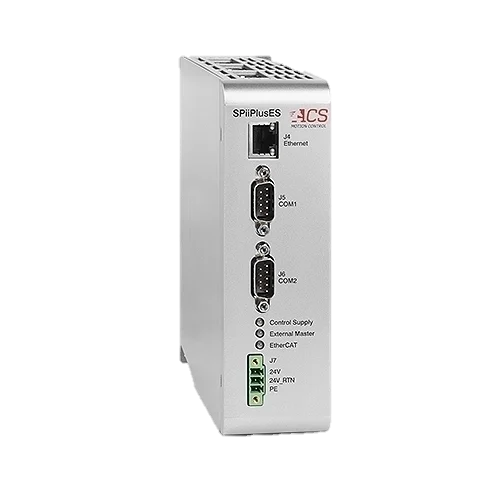 SPiiPlusES
ACS
MOTION CONTROL
J4
Ethernet
J5
COM1
J6
COM2
Control Supply
External Master
EtherCAT
J7
24V
24V_RTN
PE